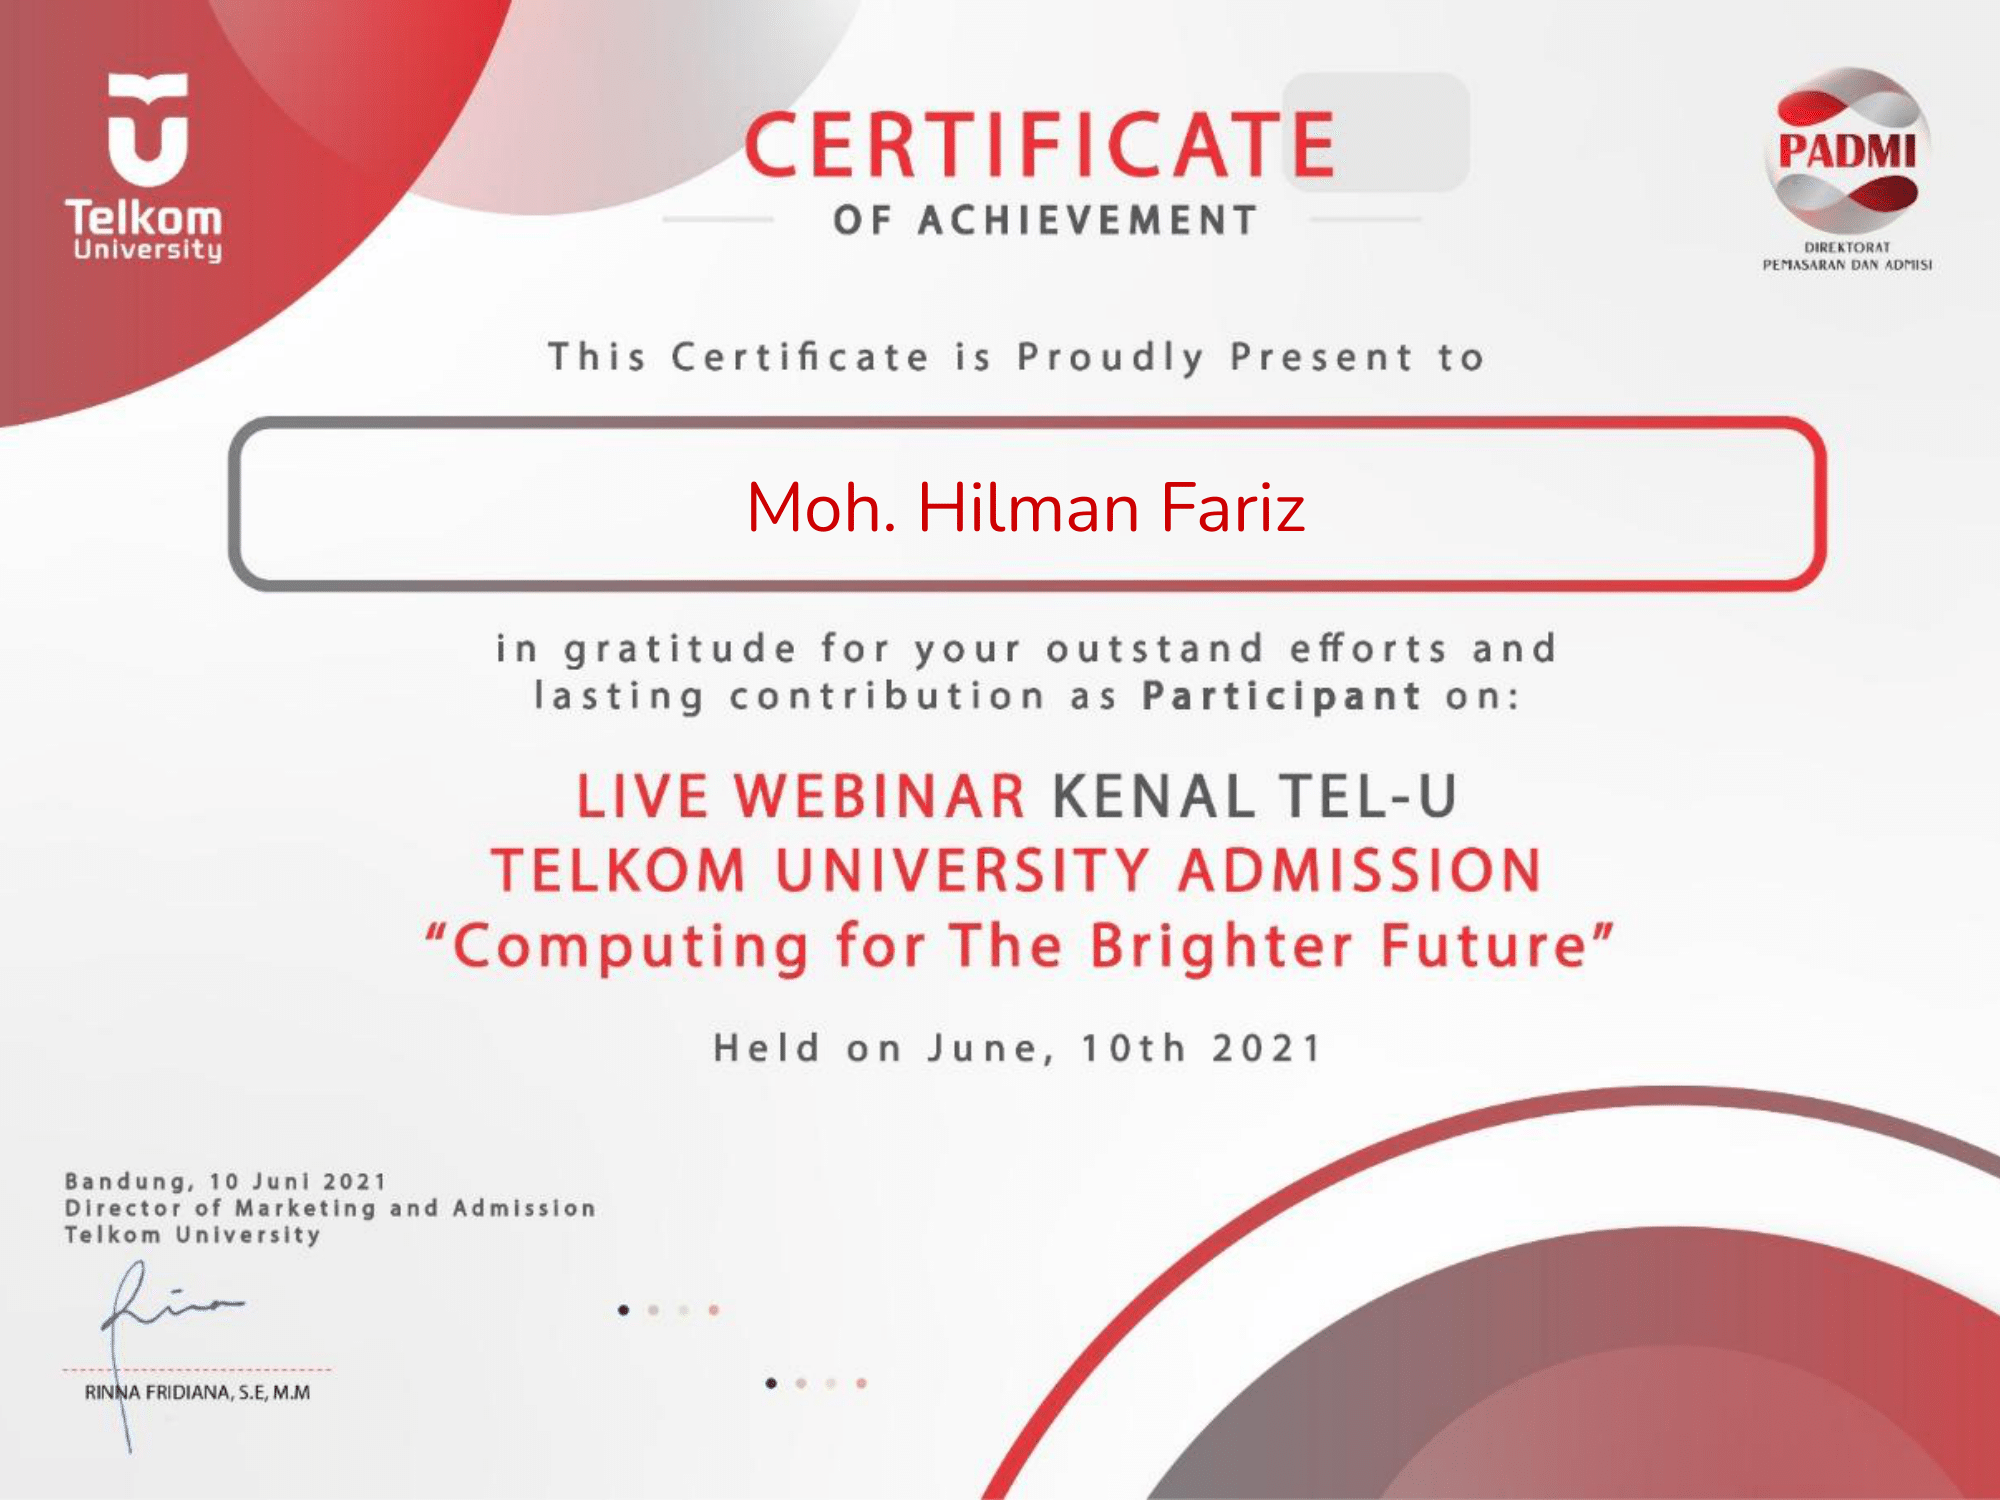 Telkom
University
CERTIFICATE
OF ACHIEVEMENT
PADMI
DIREKTORAT
PEMASARAN DAN ADMISI
This Certificate is Proudly Present to
Moh. Hilman Fariz
in gratitude for your outstand efforts and
lasting contribution as Participant on:
LIVE WEBINAR KENAL TEL-U
TELKOM UNIVERSITY ADMISSION
“Computing for The Brighter Future”
Held on June, 10th 2021
Bandung, 10 Juni 2021
Director of Marketing and Admission
Telkom University
RINNA FRIDIANA, S.E, M.M